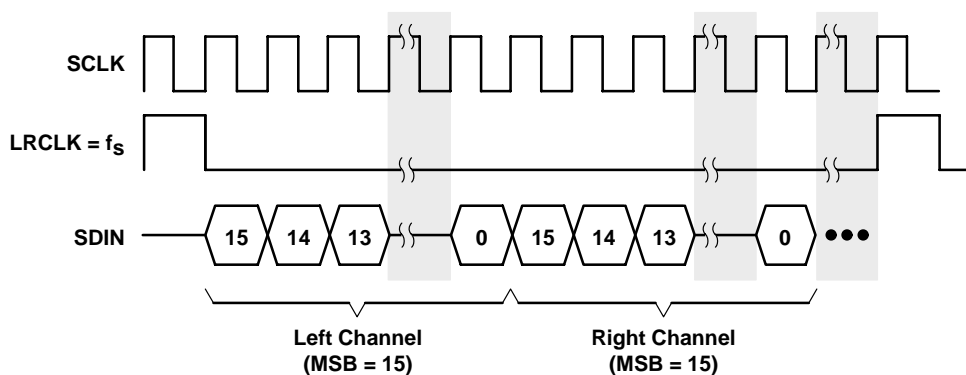 SCLK
LRCLK = fs
SDIN
15 14 13 0 15 14 13 0
Left Channel
(MSB = 15)
Right Channel
(MSB = 15)